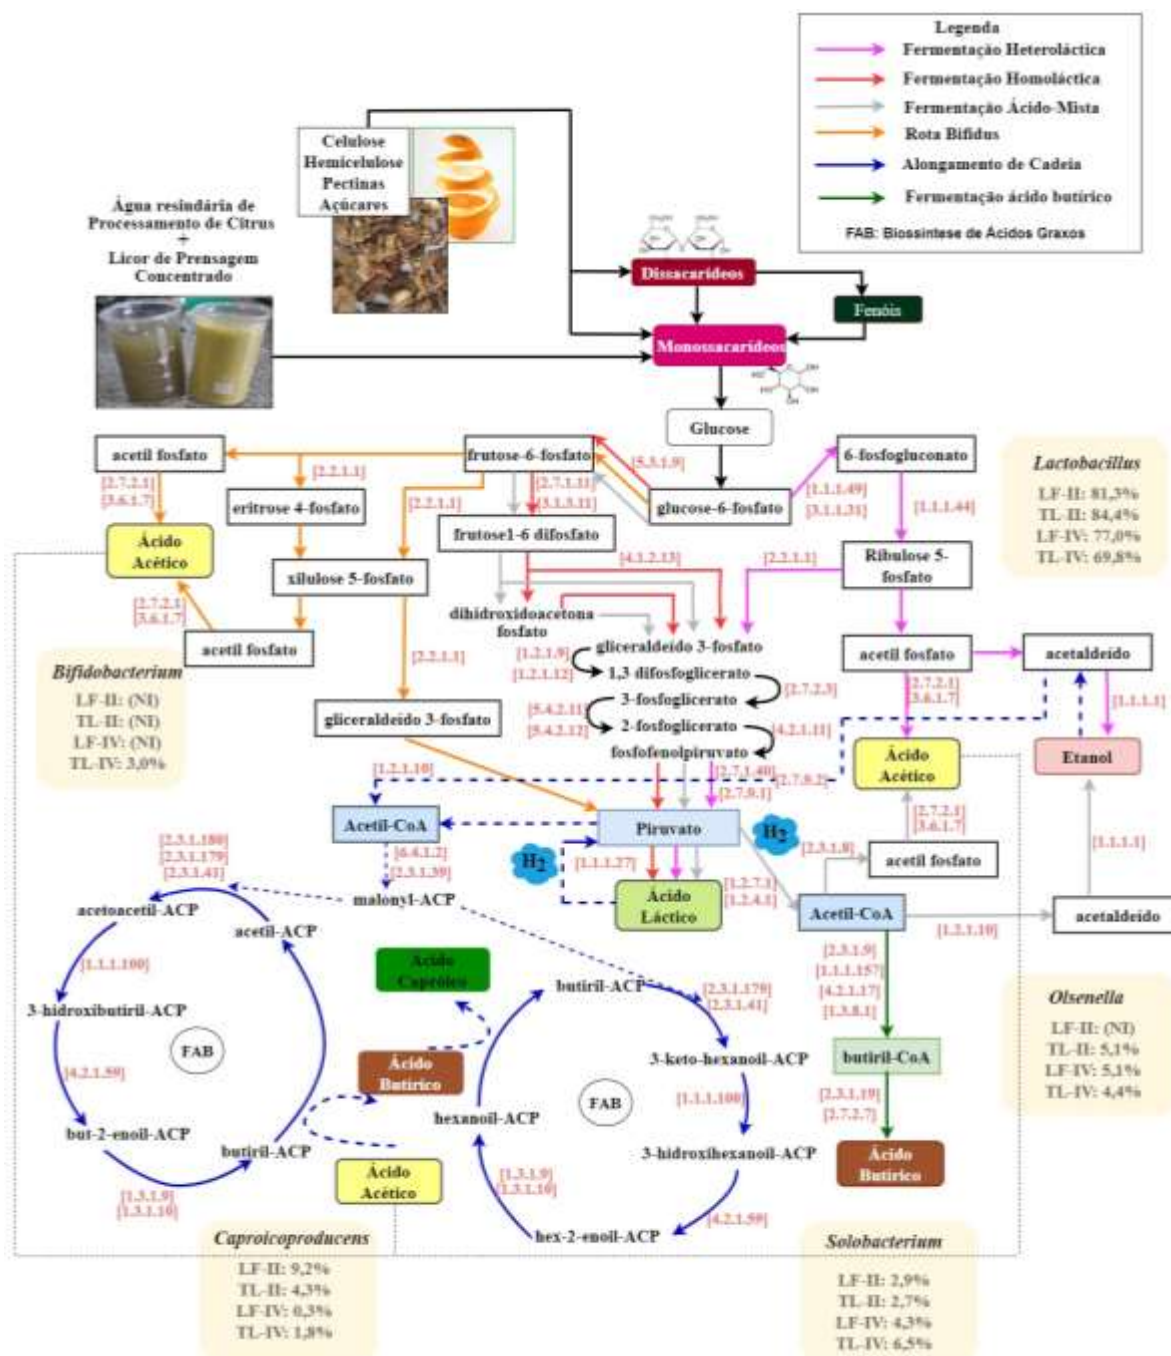 Legenda
Fermentação Heteroláctica
Fermentação Homoláctica
Fermentação Ácido-Mista
Rota Bifidus
Alongamento de Cadeia
Fermentação ácido butírico
FAB: Biossíntese de Ácidos Graxos
Celulose
Hemicelulose
Pectinas
Açúcares
Água resindária de
Processamento de Citrus
+
Licor de Prensagem
Concentrado
Dissacarídeos
Fenóis
Monossacarídeos
Glucose
acetil fosfato
frutose-6-fosfato
[5.3.1.9]
6-fosfogluconato
[2.7.2.1]
[3.6.1.7]
[2.2.1.1]
eritrose 4-fosfato
[2.2.1.1]
[2.7.1.11]
[3.1.3.11]
glucose-6-fosfato
[1.1.1.49]
[3.1.1.31]
[1.1.1.44]
Lactobacillus
LF-II: 81,3%
TL-II: 84,4%
LF-IV: 77,0%
TL-IV: 69,8%
Ácido
Acético
frutose1-6 difosfato
xilulose 5-fosfato
[4.1.2.13]
[2.2.1.1]
Ribulose 5-
fosfato
[2.7.2.1]
[3.6.1.7]
acetil fosfato
dihidroxidoacetona
fosfato
gliceraldeído 3-fosfato
acetil fosfato
acetaldeído
Bifidobacterium
LF-II: (NI)
TL-II: (NI)
LF-IV: (NI)
TL-IV: 3,0%
[2.2.1.1]
[1.2.1.9]
[1.2.1.12]
1,3 difosfoglicerato
[2.7.2.3]
3-fosfoglicerato
[5.4.2.11]
[5.4.2.12]
2-fosfoglicerato
[4.2.1.11]
fosfofenolpiruvato
[2.7.2.1]
[3.6.1.7]
[1.1.1.1]
gliceraldeído 3-fosfato
Ácido
Acético
Etanol
[1.2.1.10]
[2.7.1.40]
[2.7.9.2]
[2.7.9.1]
Acetil-CoA
Piruvato
H2
H2
[2.7.2.1]
[3.6.1.7]
[2.3.1.8]
acetil fosfato
[1.1.1.1]
[2.3.1.180]
[2.3.1.179]
[2.3.1.41]
[6.4.1.2]
[2.3.1.39]
malonyl-ACP
[1.1.1.27]
Ácido
Láctico
[1.2.7.1]
[1.2.4.1]
Acetil-CoA
[1.2.1.10]
acetaldeído
acetoacetil-ACP
acetil-ACP
[1.1.1.100]
3-hidroxibutiril-ACP
FAB
[4.2.1.59]
but-2-enoil-ACP
butiril-ACP
[1.3.1.9]
[1.3.1.10]
Ácido
Capróico
Ácido
Butírico
Ácido
Acético
butiril-ACP
[2.3.1.179]
[2.3.1.41]
3-keto-hexanoil-ACP
[1.1.1.100]
FAB
hexanoil-ACP
3-hidroxihexanoil-ACP
[1.3.1.9]
[1.3.1.10]
[4.2.1.59]
hex-2-enoil-ACP
[2.3.1.9]
[1.1.1.157]
[4.2.1.17]
[1.3.8.1]
butiril-CoA
[2.3.1.19]
[2.7.2.7]
Ácido
Butírico
Olsenella
LF-II: (NI)
TL-II: 5,1%
LF-IV: 5,1%
TL-IV: 4,4%
Caproicoproducens
LF-II: 9,2%
TL-II: 4,3%
LF-IV: 0,3%
TL-IV: 1,8%
Solobacterium
LF-II: 2,9%
TL-II: 2,7%
LF-IV: 4,3%
TL-IV: 6,5%